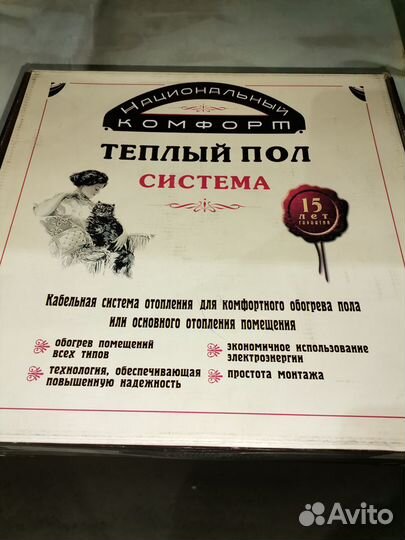 НАЦИОНАЛЬНЫЙ
КОМФОРТ
ТЕПЛЫЙ ПОЛ
СИСТЕМА
15
ЛЕТ
ГАРАНТИИ
Кабельная система отопления для комфортного обогрева пола
или основного отопления помещения
обогрев помещений
всех типов
технология, обеспечивающая
повышенную надежность
экономичное использование
электроэнергии
простота монтажа
Avito